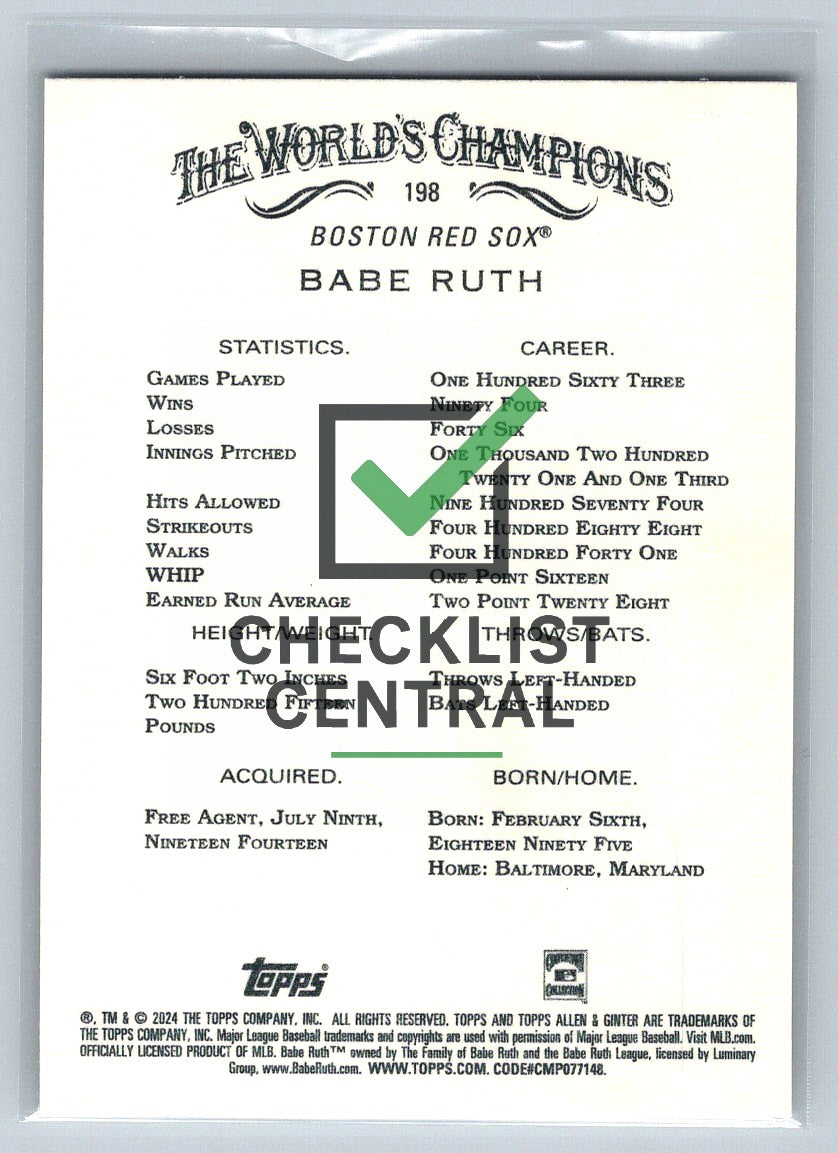 THE WORLD'S CHAMPIONS
198
BOSTON RED SOX®
BABE RUTH
STATISTICS. CAREER.
GAMES PLAYED ONE HUNDRED SIXTY THREE
WINS NINETY FOUR
LOSSES FORTY SIX
INNINGS PITCHED ONE THOUSAND TWO HUNDRED
TWENTY ONE AND ONE THIRD
HITS ALLOWED NINE HUNDRED SEVENTY FOUR
STRIKEOUTS FOUR HUNDRED EIGHTY EIGHT
WALKS FOUR HUNDRED FORTY ONE
WHIP ONE POINT SIXTEEN
EARNED RUN AVERAGE TWO POINT TWENTY EIGHT
HEIGHT/WEIGHT. THROWS/BATS.
SIX FOOT TWO INCHES THROWS LEFT-HANDED
TWO HUNDRED FIFTEEN BATS LEFT-HANDED
POUNDS
CHECKLIST
CENTRAL
ACQUIRED. BORN/HOME.
FREE AGENT, JULY NINTH, BORN: FEBRUARY SIXTH,
NINETEEN FOURTEEN EIGHTEEN NINETY FIVE
HOME: BALTIMORE, MARYLAND
Topps®
COOPERSTOWN
COLLECTION
®, TM & © 2024 THE TOPPS COMPANY, INC. ALL RIGHTS RESERVED. TOPPS AND TOPPS ALLEN & GINTER ARE TRADEMARKS OF
THE TOPPS COMPANY, INC. Major League Baseball trademarks and copyrights are used with permission of Major League Baseball. Visit MLB.com.
OFFICIALLY LICENSED PRODUCT OF MLB. Babe Ruth™ owned by The Family of Babe Ruth and the Babe Ruth League, licensed by Luminary
Group, www.BabeRuth.com. WWW.TOPPS.COM. CODE#CMP077148.